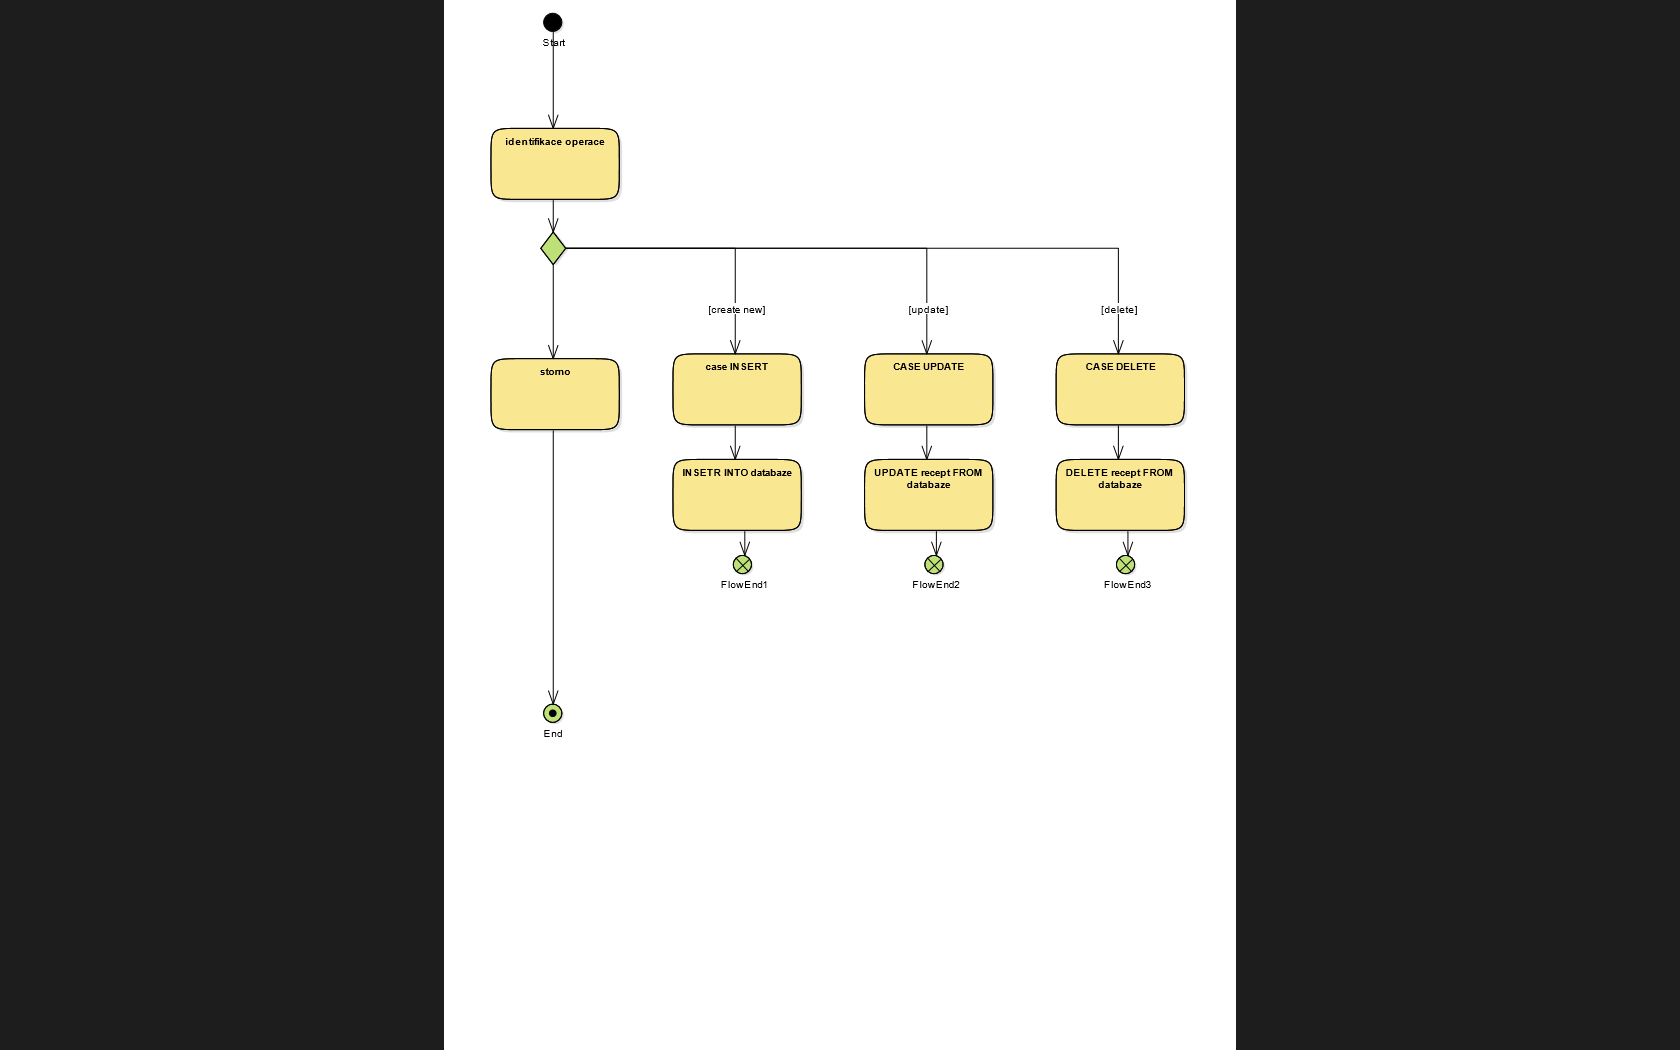 Start
identifikace operace
[create new]
[update]
[delete]
storno
case INSERT
CASE UPDATE
CASE DELETE
INSETR INTO databaze
UPDATE recept FROM
databaze
DELETE recept FROM
databaze
FlowEnd1
FlowEnd2
FlowEnd3
End